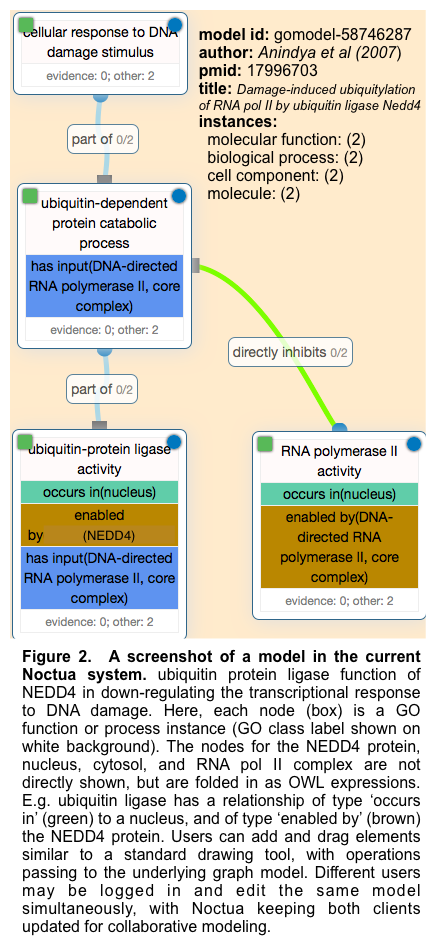 cellular response to DNA
damage stimulus
evidence: 0; other: 2
model id: gomodel-58746287
author: Anindya et al (2007)
pmid: 17996703
title: Damage-induced ubiquitylation
of RNA pol II by ubiquitin ligase Nedd4
instances:
molecular function: (2)
biological process: (2)
cell component: (2)
molecule: (2)
part of 0/2
ubiquitin-dependent
protein catabolic
process
has input(DNA-directed
RNA polymerase II, core
complex)
evidence: 0; other: 2
directly inhibits 0/2
part of 0/2
ubiquitin-protein ligase
activity
occurs in(nucleus)
enabled
by (NEDD4)
has input(DNA-directed
RNA polymerase II, core
complex)
evidence: 0; other: 2
RNA polymerase II
activity
occurs in(nucleus)
enabled by(DNA-
directed RNA
polymerase II, core
complex)
evidence: 0; other: 2
Figure 2. A screenshot of a model in the current
Noctua system. ubiquitin protein ligase function of
NEDD4 in down-regulating the transcriptional response
to DNA damage. Here, each node (box) is a GO
function or process instance (GO class label shown on
white background). The nodes for the NEDD4 protein,
nucleus, cytosol, and RNA pol II complex are not
directly shown, but are folded in as OWL expressions.
E.g. ubiquitin ligase has a relationship of type ‘occurs
in’ (green) to a nucleus, and of type ‘enabled by’ (brown)
the NEDD4 protein. Users can add and drag elements
similar to a standard drawing tool, with operations
passing to the underlying graph model. Different users
may be logged in and edit the same model
simultaneously, with Noctua keeping both clients
updated for collaborative modeling.